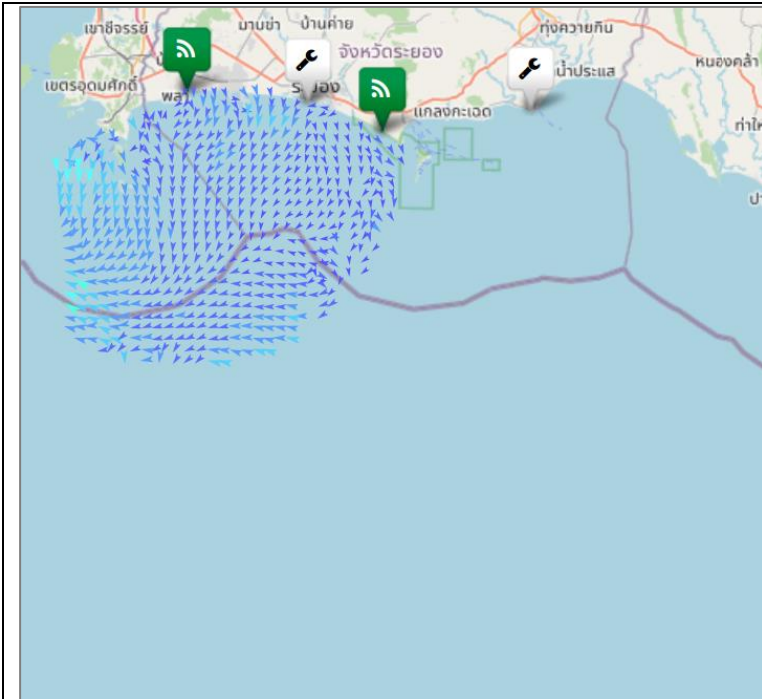 เขาชีจรรย์
มาบข่า
บ้านค่าย
ทุ่งควายกิน
จังหวัดระยอง
หนองคล้า
เขตรอุดมศักดิ์
น้ำประแส
แกลงกะเฉด